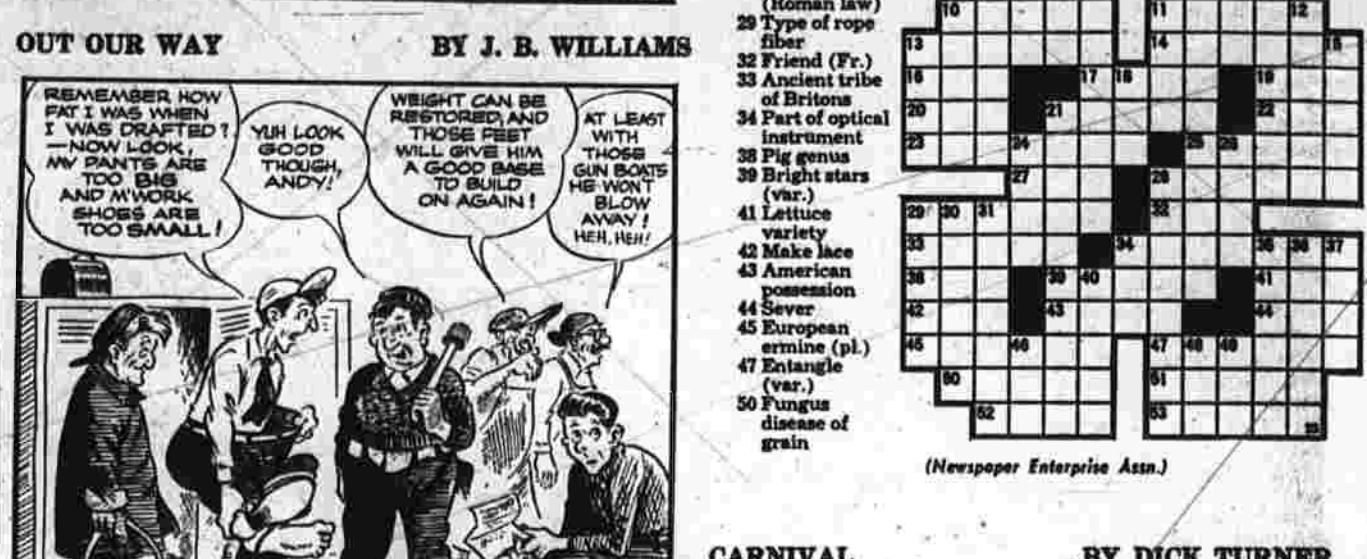 OUT OUR WAY
BY J. B. WILLIAMS
REMEMBER HOW
FAT I WAS WHEN
I WAS DRAFTED?
—NOW LOOK,
MY PANTS ARE
TOO BIG
AND M'WORK
SHOES ARE
TOO SMALL!
YUH LOOK
GOOD
THOUGH,
ANDY!
WEIGHT CAN BE
RESTORED, AND
THOSE FEET
WILL GIVE HIM
A GOOD BASE
TO BUILD
ON AGAIN!
AT LEAST
WITH
THOSE
GUN BOATS
HE WON'T
BLOW
AWAY!
HEH, HEH!
(Roman law)
29 Type of rope
fiber
32 Friend (Fr.)
33 Ancient tribe
of Britons
34 Part of optical
instrument
38 Pig genus
39 Bright stars
(var.)
41 Lettuce
variety
42 Make lace
43 American
possession
44 Sever
45 European
ermine (pl.)
47 Entangle
(var.)
50 Fungus
disease of
grain
10 11 12
13 14 15
16 17 18 19
20 21 22
23 24 25 26
27 28
29 30 31 32
33 34 35 36 37
38 39 40 41
42 43 44
45 46 47 48 49
50 51
52 53
(Newspaper Enterprise Assn.)
CARNIVAL
BY DICK TURNER